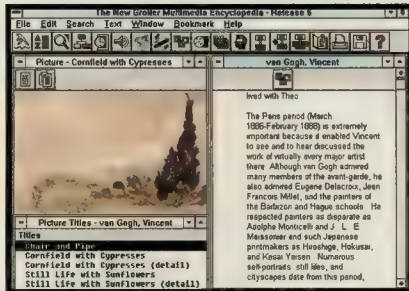 The New Grolier Multimedia Encyclopedia - Release 6
File Edit Search Text Window Bookmark Help
Picture - Cornfield with Cypresses
van Gogh, Vincent
lived with Theo
The Paris period (March
1886-February 1888) is extremely
important because it enabled Vincent
to see and to hear discussed the
work of virtually every major artist
there. Although van Gogh admired
many members of the avant-garde, he
also admired Eugene Delacroix, Jean
Francois Millet, and the painters of
the Barbizon and Hague schools. He
respected painters as disparate as
Adolphe Monticelli and J. L. E.
Meissonier and such Japanese
printmakers as Hiroshige, Hokusai,
and Kesai Yeisen. Numerous
self-portraits, still lifes, and
cityscapes date from this period,
Picture Titles - van Gogh, Vincent
Titles
Chair and Pipe
Cornfield with Cypresses
Cornfield with Cypresses (detail)
Still Life with Sunflowers
Still Life with Sunflowers (detail)